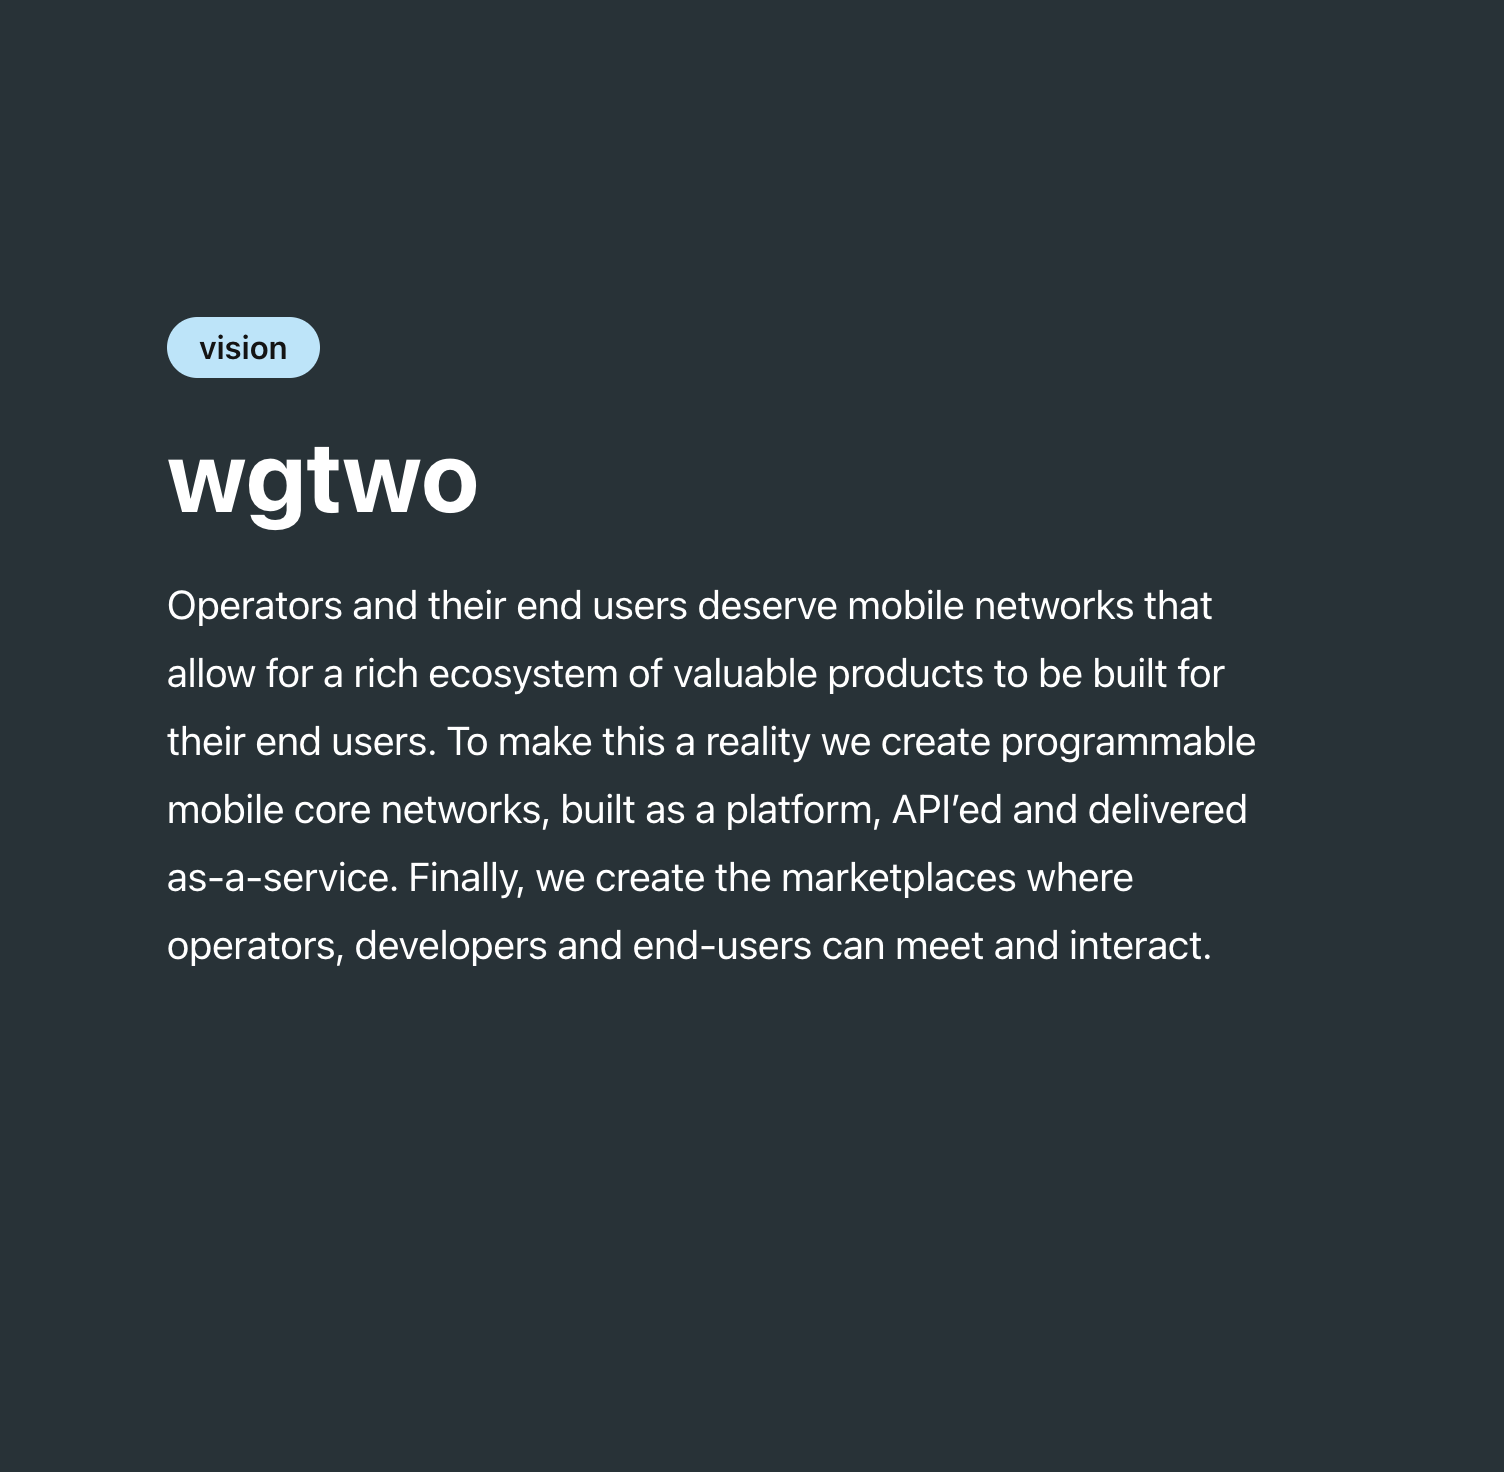 vision
wgtwo
Operators and their end users deserve mobile networks that
allow for a rich ecosystem of valuable products to be built for
their end users. To make this a reality we create programmable
mobile core networks, built as a platform, API’ed and delivered
as-a-service. Finally, we create the marketplaces where
operators, developers and end-users can meet and interact.